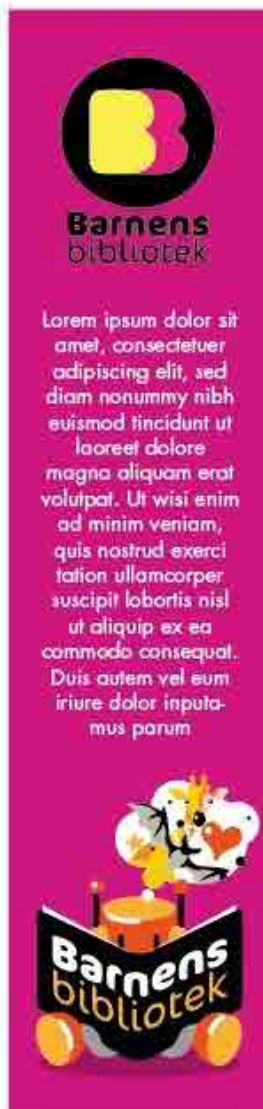 B
Barnens
bibliotek
Lorem ipsum dolor sit
amet, consectetuer
adipiscing elit, sed
diam nonummy nibh
euismod tincidunt ut
laoreet dolore
magna aliquam erat
volutpat. Ut wisi enim
ad minim veniam,
quis nostrud exerci
tation ullamcorper
suscipit lobortis nisl
ut aliquip ex ea
commodo consequat.
Duis autem vel eum
iriure dolor inputa-
mus parum
Barnens
bibliotek